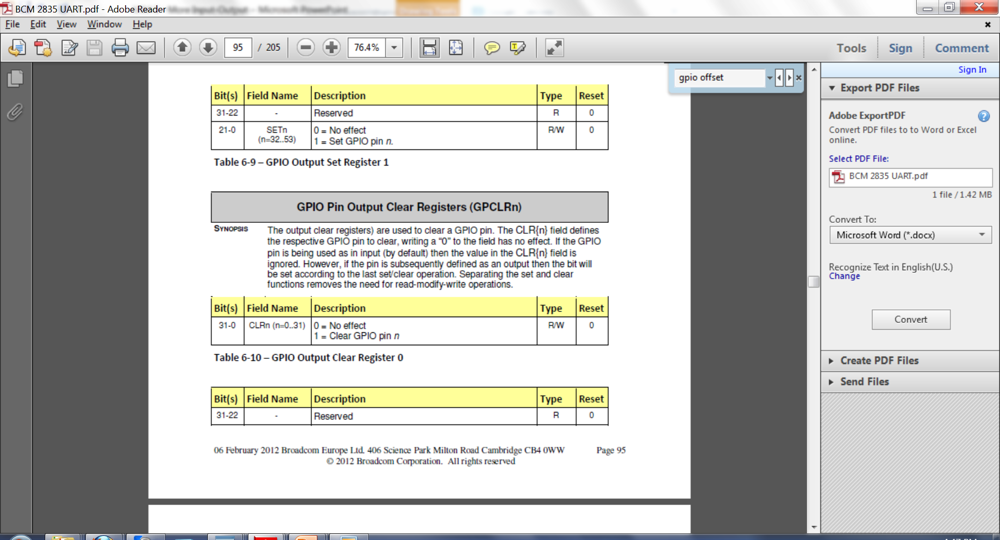 BCM 2835 UART.pdf - Adobe Reader
More Input-Output - Microsoft PowerPoint
File Edit View Window Help
95 / 205 76.4% Tools Sign Comment
gpio offset
Sign In
Export PDF Files
Adobe ExportPDF
Convert PDF files to to Word or Excel
online.
Select PDF File:
BCM 2835 UART.pdf
1 file / 1.42 MB
Convert To:
Microsoft Word (*.docx)
Recognize Text in English(U.S.)
Change
Convert
Create PDF Files
Send Files
Bit(s) Field Name Description Type Reset
31-22 - Reserved R 0
21-0 SETn 0 = No effect R/W 0
(n=32..53) 1 = Set GPIO pin n.
Table 6-9 – GPIO Output Set Register 1
GPIO Pin Output Clear Registers (GPCLRn)
SYNOPSIS The output clear registers) are used to clear a GPIO pin. The CLR{n} field defines
the respective GPIO pin to clear, writing a “0” to the field has no effect. If the GPIO
pin is being used as in input (by default) then the value in the CLR{n} field is
ignored. However, if the pin is subsequently defined as an output then the bit will
be set according to the last set/clear operation. Separating the set and clear
functions removes the need for read-modify-write operations.
Bit(s) Field Name Description Type Reset
31-0 CLRn (n=0..31) 0 = No effect R/W 0
1 = Clear GPIO pin n
Table 6-10 – GPIO Output Clear Register 0
Bit(s) Field Name Description Type Reset
31-22 - Reserved R 0
06 February 2012 Broadcom Europe Ltd. 406 Science Park Milton Road Cambridge CB4 0WW Page 95
© 2012 Broadcom Corporation. All rights reserved